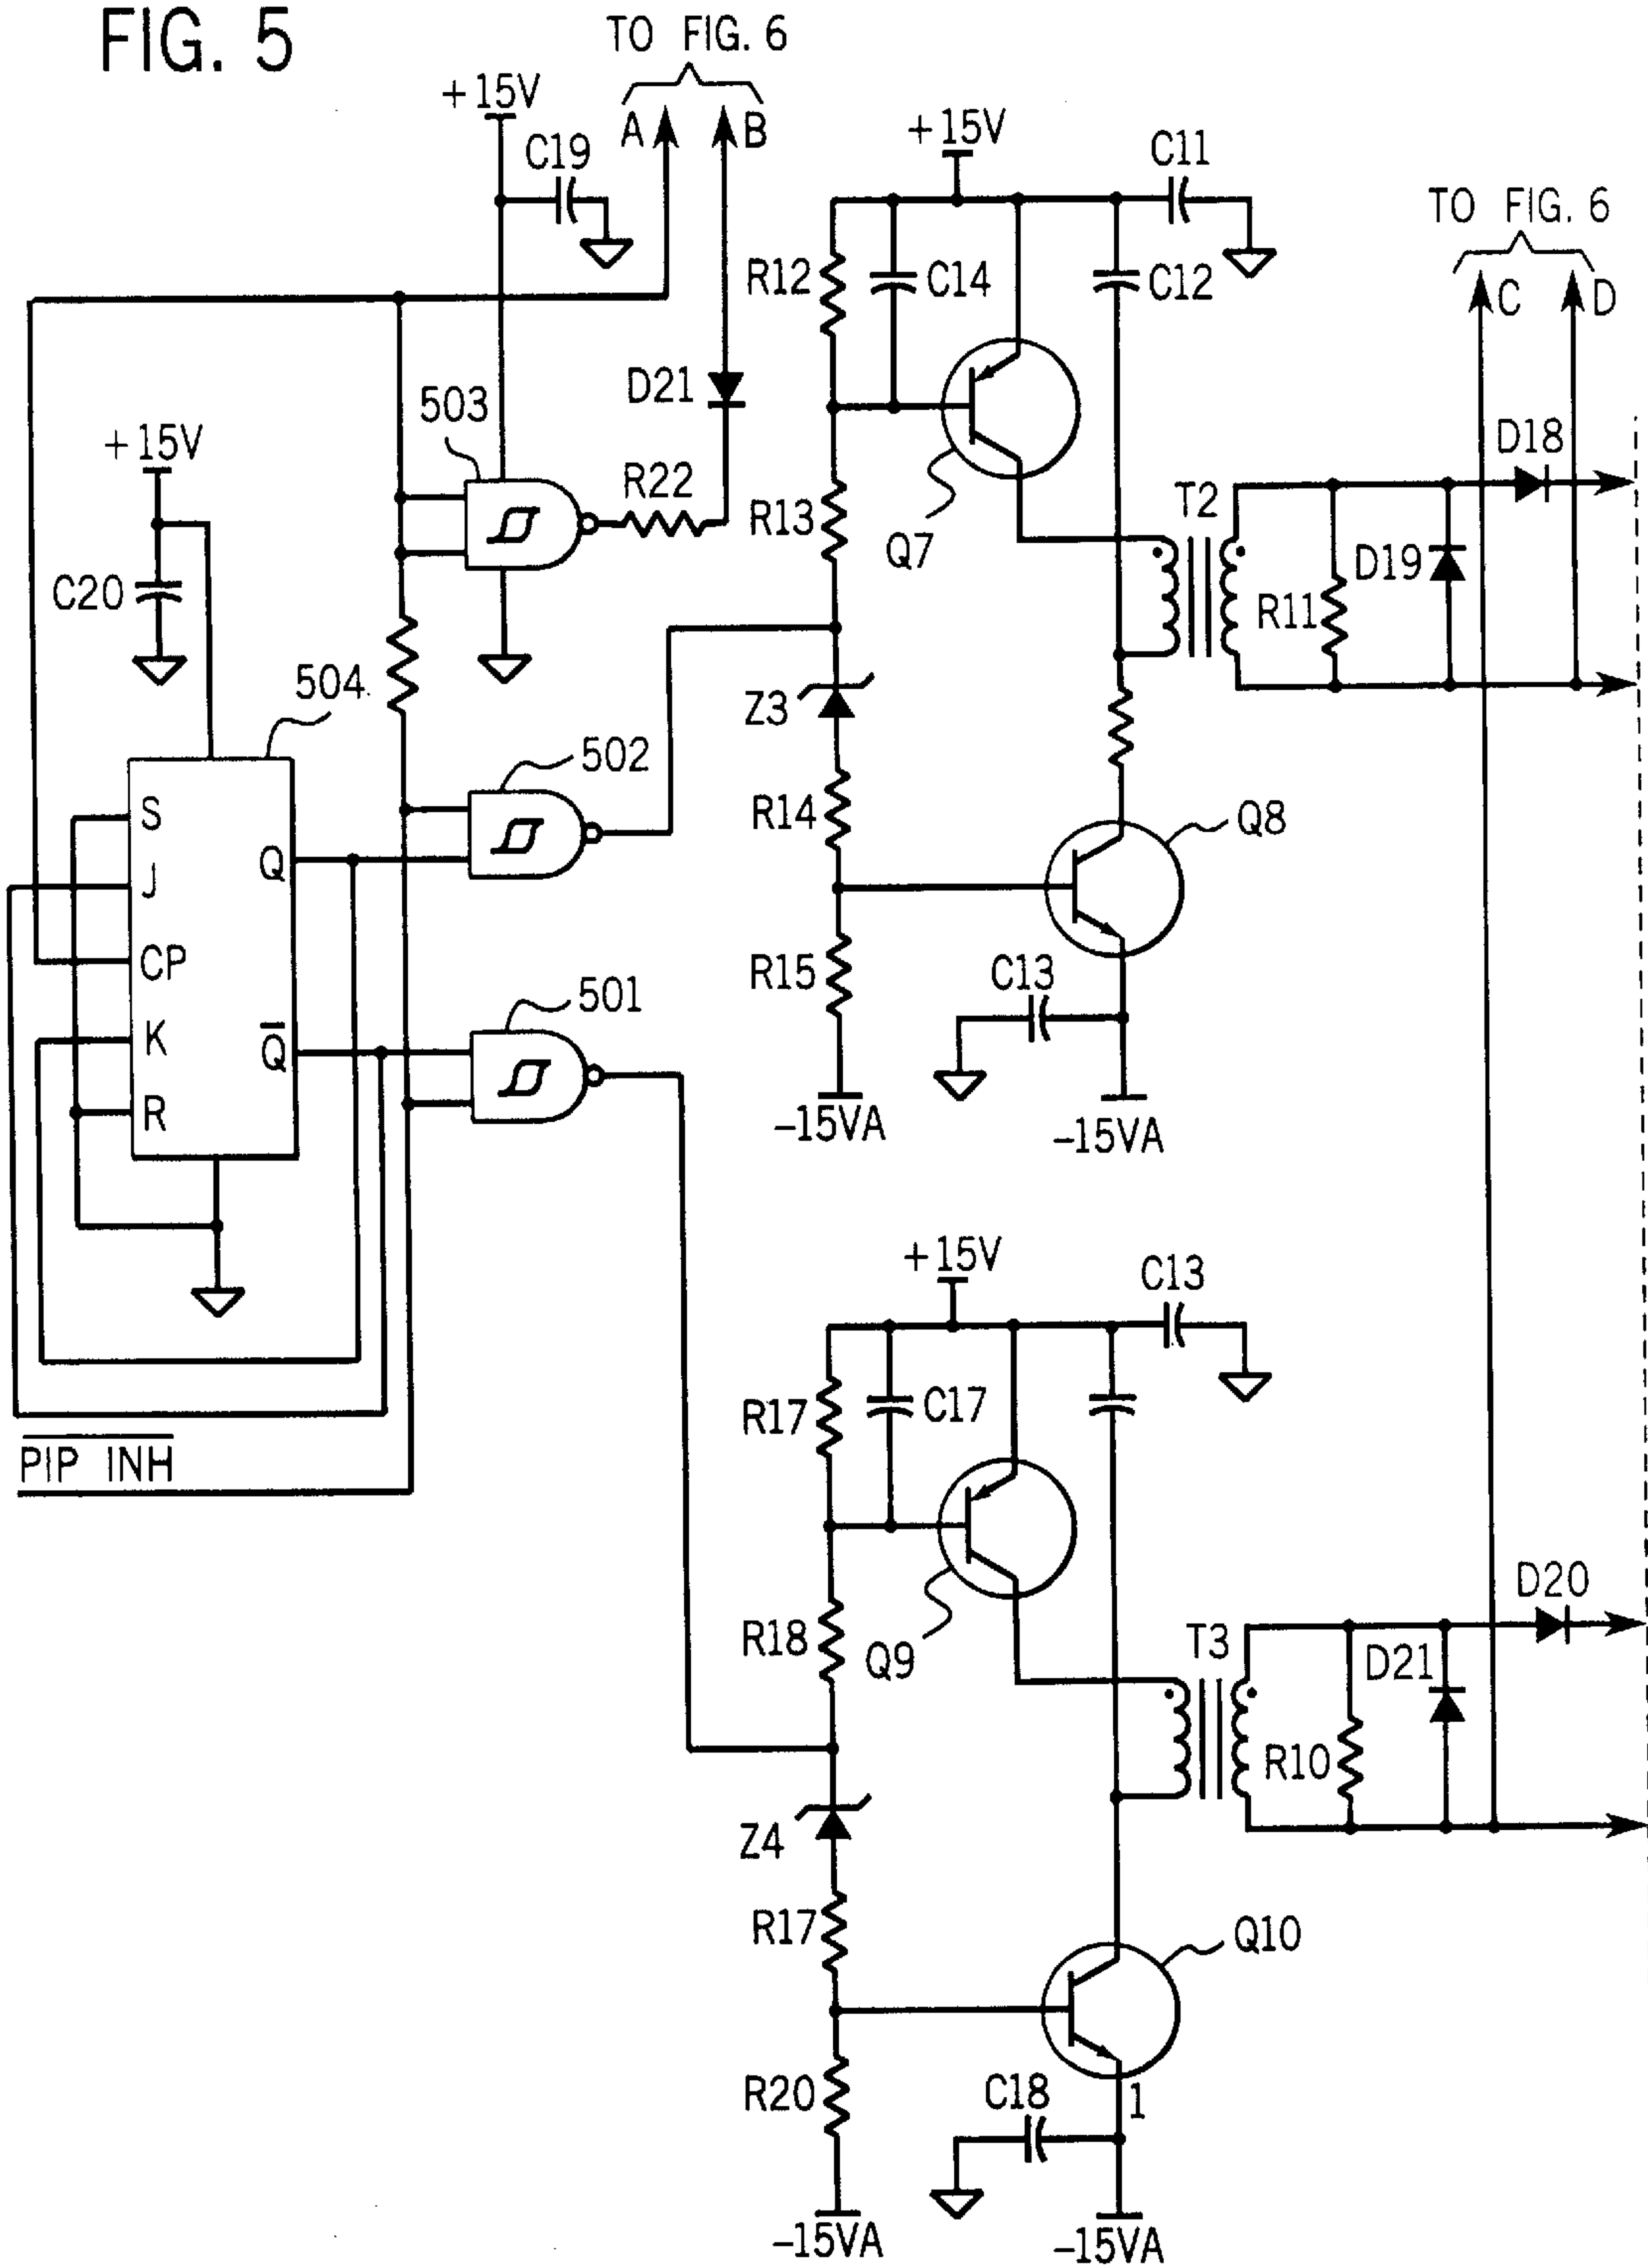 FIG. 5
TO FIG. 6
+15V
A
B
C19
+15V
C11
TO FIG. 6
R12
C14
C12
C
D
D21
503
+15V
R22
R13
Q7
T2
D18
D19
R11
C20
504
Z3
502
R14
Q8
S
J
Q
CP
K
Q̅
R
501
R15
C13
-15VA
-15VA
+15V
C13
R17
C17
PIP INH
R18
Q9
T3
D20
D21
R10
Z4
R17
Q10
R20
C18
1
-15VA
-15VA